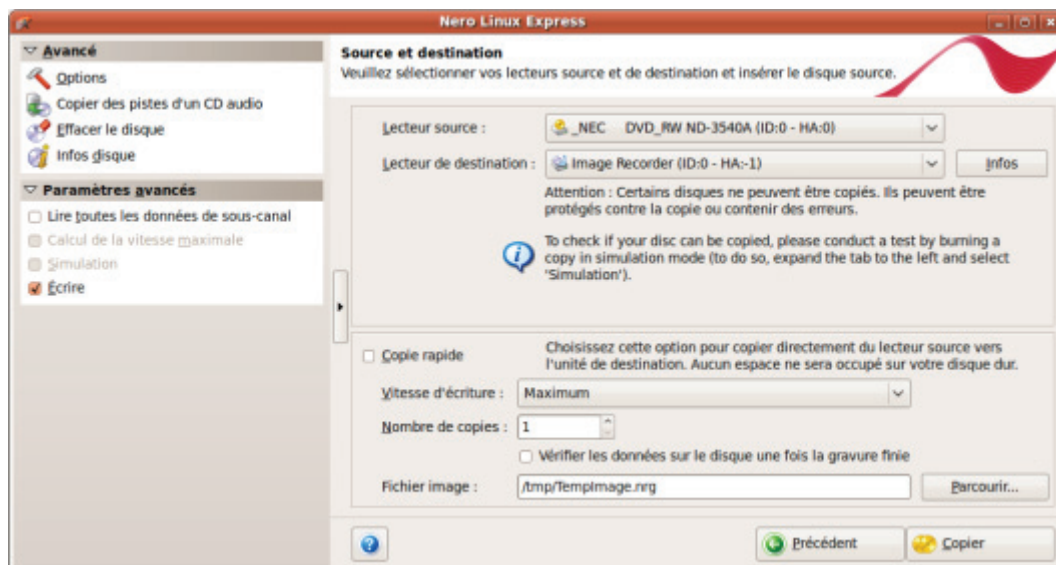 Nero Linux Express
Avancé
Options
Copier des pistes d'un CD audio
Effacer le disque
Infos disque
Paramètres avancés
Lire toutes les données de sous-canal
Calcul de la vitesse maximale
Simulation
Écrire
Source et destination
Veuillez sélectionner vos lecteurs source et de destination et insérer le disque source.
Lecteur source : _NEC DVD_RW ND-3540A (ID:0 - HA:0)
Lecteur de destination : Image Recorder (ID:0 - HA:-1) Infos
Attention : Certains disques ne peuvent être copiés. Ils peuvent être
protégés contre la copie ou contenir des erreurs.
To check if your disc can be copied, please conduct a test by burning a
copy in simulation mode (to do so, expand the tab to the left and select
'Simulation').
Copie rapide
Choisissez cette option pour copier directement du lecteur source vers
l'unité de destination. Aucun espace ne sera occupé sur votre disque dur.
Vitesse d'écriture : Maximum
Nombre de copies : 1
Vérifier les données sur le disque une fois la gravure finie
Fichier image : /tmp/TempImage.nrg Parcourir...
Précédent Copier